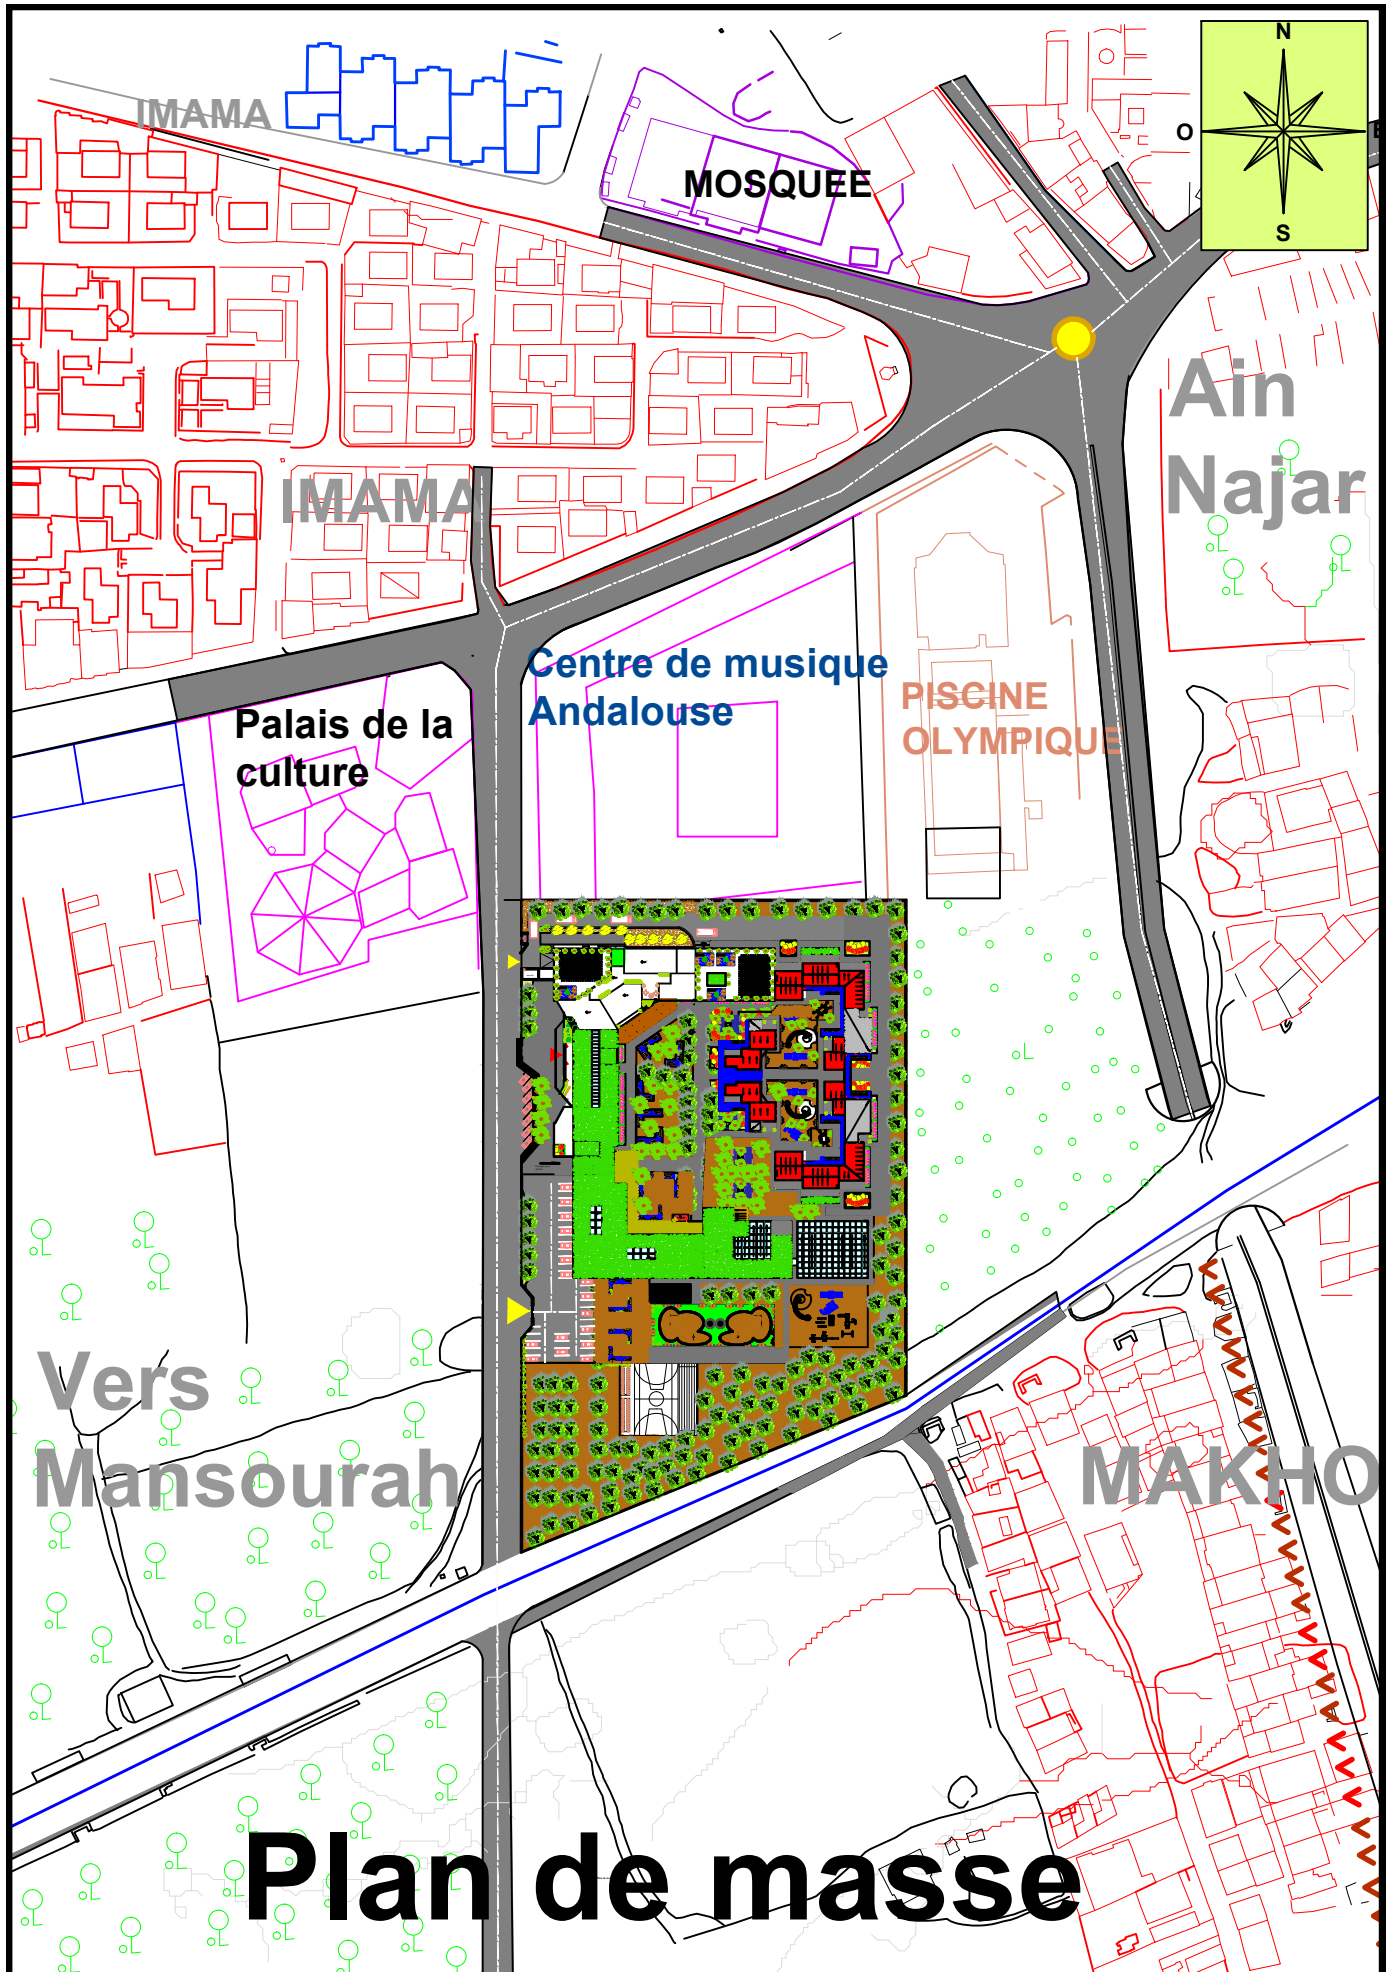 N
IMAMA
O
E
MOSQUEE
S
Ain
Najar
IMAMA
Centre de musique
Andalouse
PISCINE
OLYMPIQUE
Palais de la
culture
Vers
Mansourah
MAKHO
Plan de masse